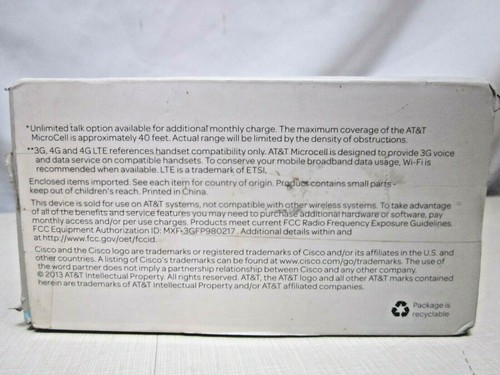 *Unlimited talk option available for additional monthly charge. The maximum coverage of the AT&T
MicroCell is approximately 40 feet. Actual range will be limited by the density of obstructions.
**3G, 4G and 4G LTE references handset compatibility only. AT&T Microcell is designed to provide 3G voice
and data service on compatible handsets. To conserve your mobile broadband data usage, Wi-Fi is
recommended when available. LTE is a trademark of ETSI.
Enclosed items imported. See each item for country of origin. Product contains small parts -
keep out of children's reach. Printed in China.
This device is sold for use on AT&T systems, not compatible with other wireless systems. To take advantage
of all of the benefits and service features you may need to purchase additional hardware or software, pay
monthly access and/or per use charges. Products meet current FCC Radio Frequency Exposure Guidelines.
FCC Equipment Authorization ID: MXF-3GFP980217. Additional details within and
at http://www.fcc.gov/oet/fccid.
Cisco and the Cisco logo are trademarks or registered trademarks of Cisco and/or its affiliates in the U.S. and
other countries. A listing of Cisco's trademarks can be found at www.cisco.com/go/trademarks. The use of
the word partner does not imply a partnership relationship between Cisco and any other company.
© 2013 AT&T Intellectual Property. All rights reserved. AT&T, the AT&T logo and all other AT&T marks contained
herein are trademarks of AT&T Intellectual Property and/or AT&T affiliated companies.
Package is
recyclable